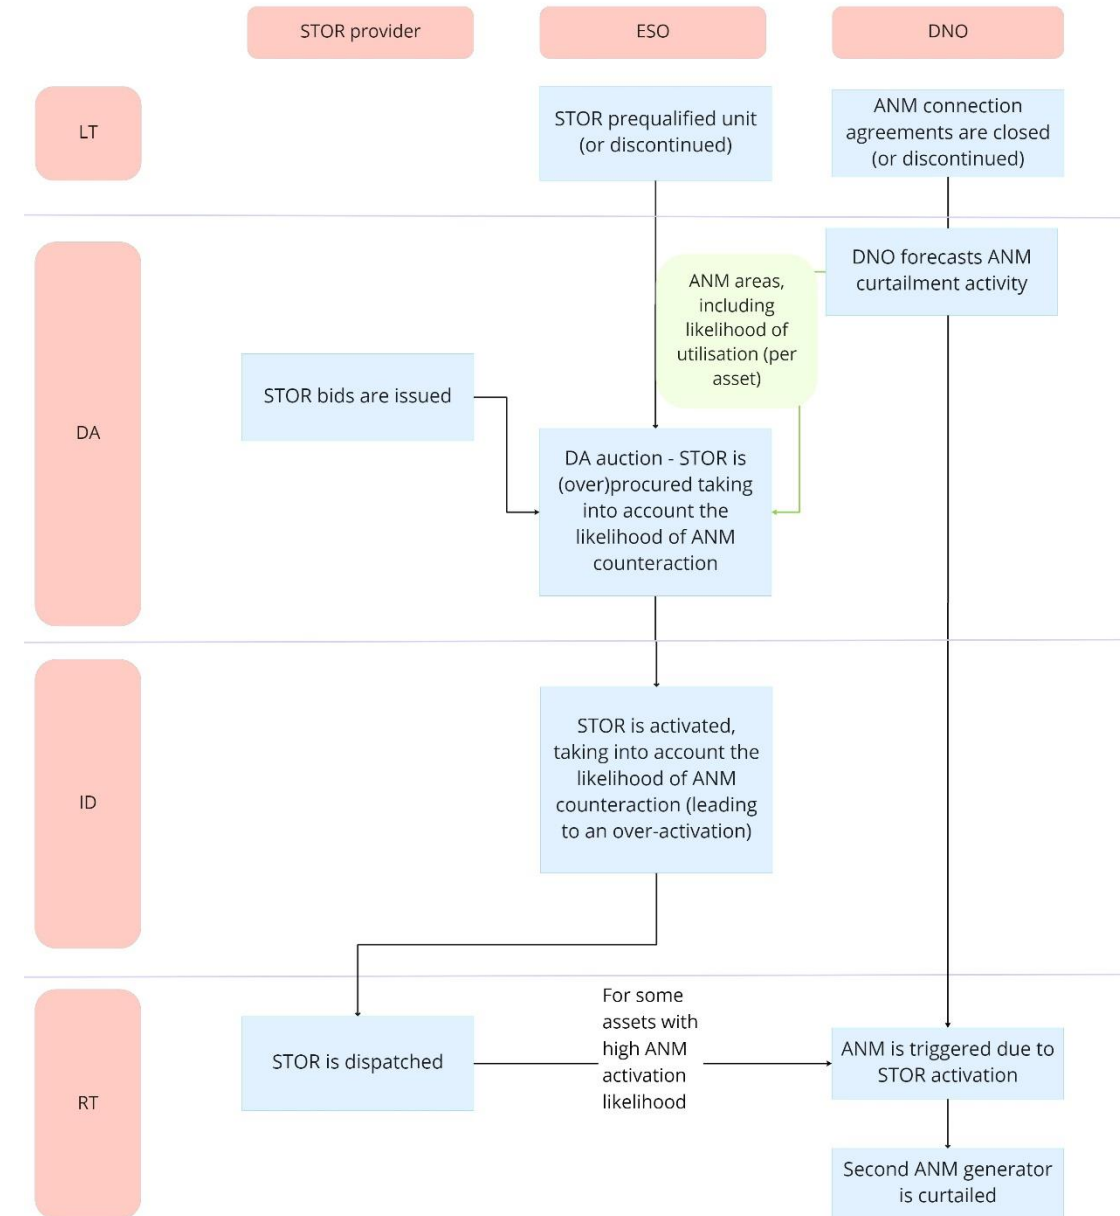 STOR provider
ESO
DNO
LT
STOR prequalified unit
(or discontinued)
ANM connection
agreements are closed
(or discontinued)
DA
DNO forecasts ANM
curtailment activity
ANM areas,
including
likelihood of
utilisation (per
asset)
STOR bids are issued
DA auction - STOR is
(over)procured taking
into account the
likelihood of ANM
counteraction
ID
STOR is activated,
taking into account the
likelihood of ANM
counteraction (leading
to an over-activation)
RT
STOR is dispatched
For some
assets with
high ANM
activation
likelihood
ANM is triggered due to
STOR activation
Second ANM generator
is curtailed